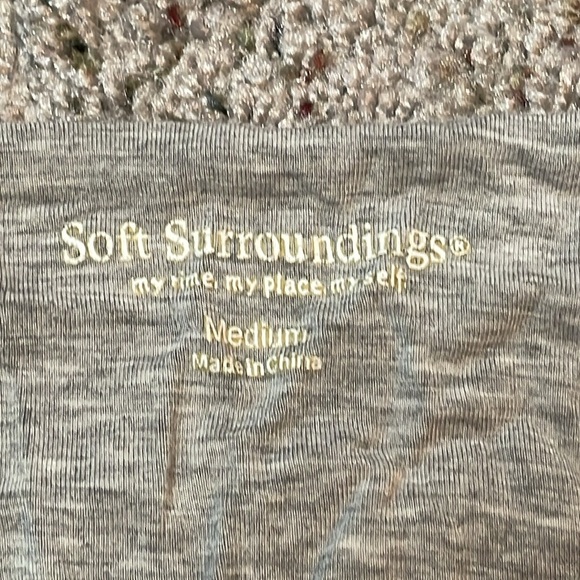 Soft Surroundings®
my time, my place, my self.
Medium
Made in China